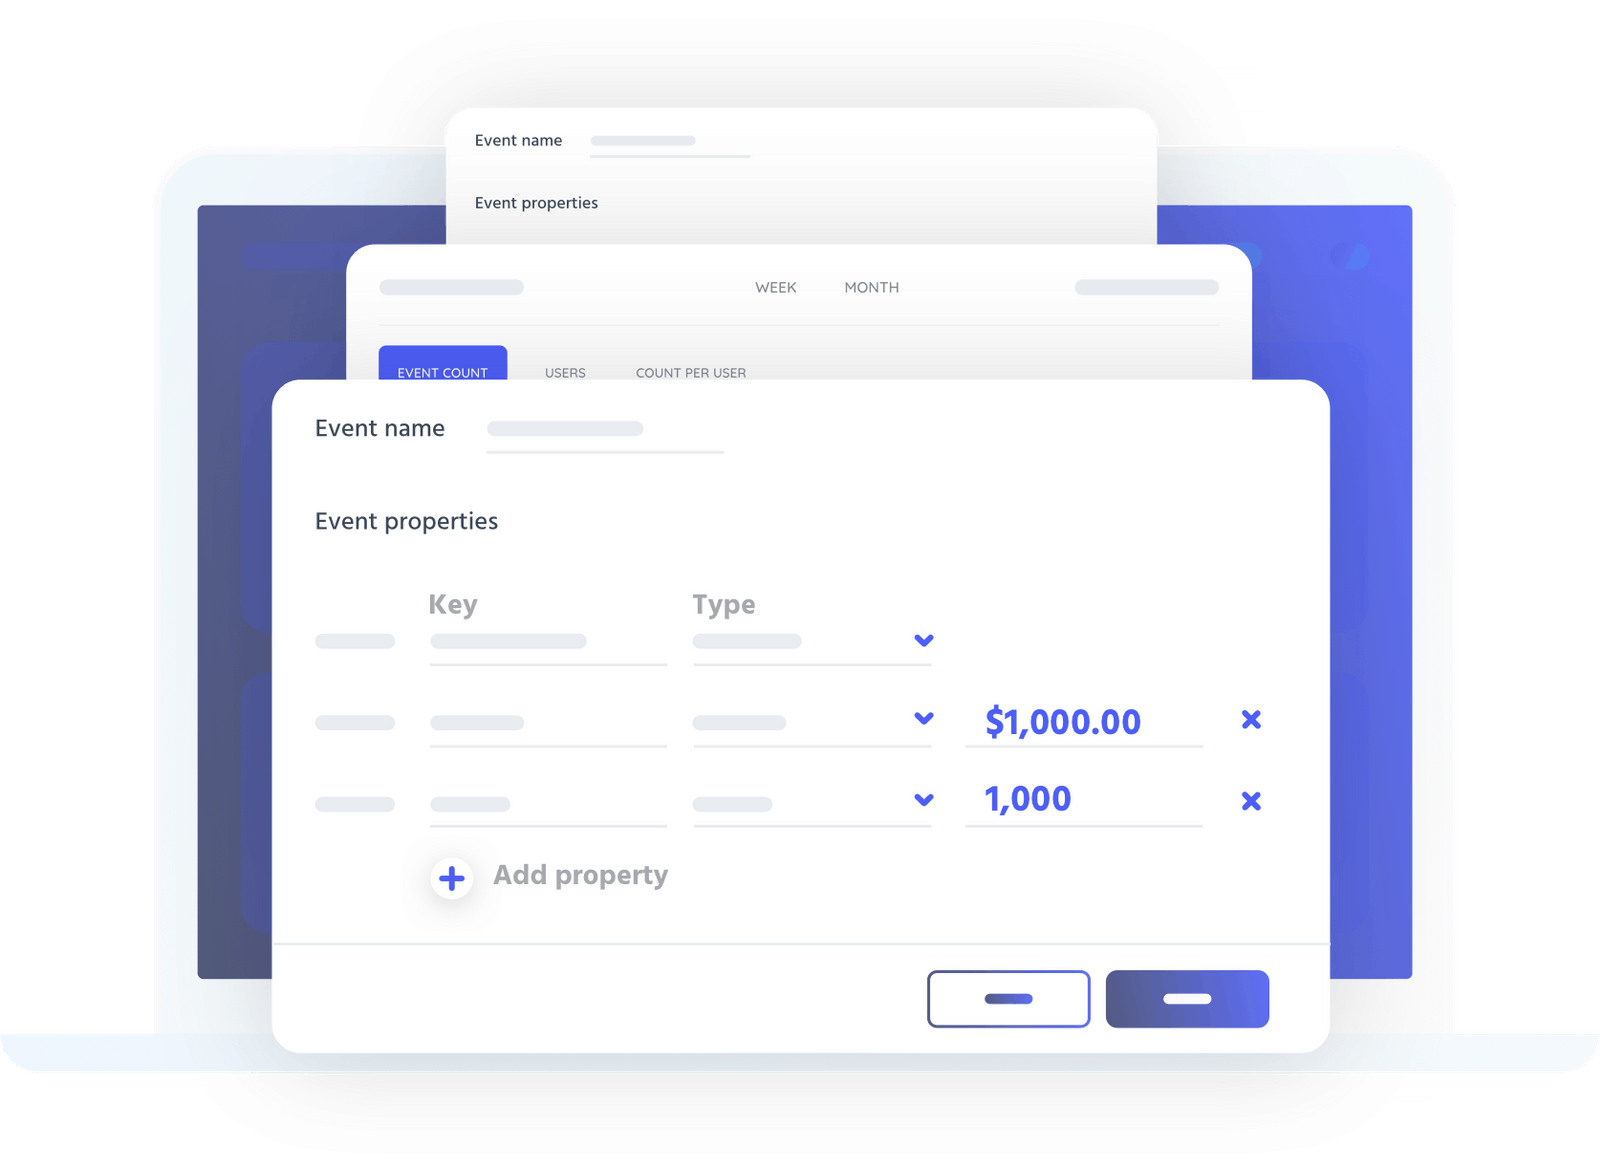 Event name
Event properties
WEEK MONTH
EVENT COUNT USERS COUNT PER USER
Event name
Event properties
Key Type
$1,000.00
1,000
Add property